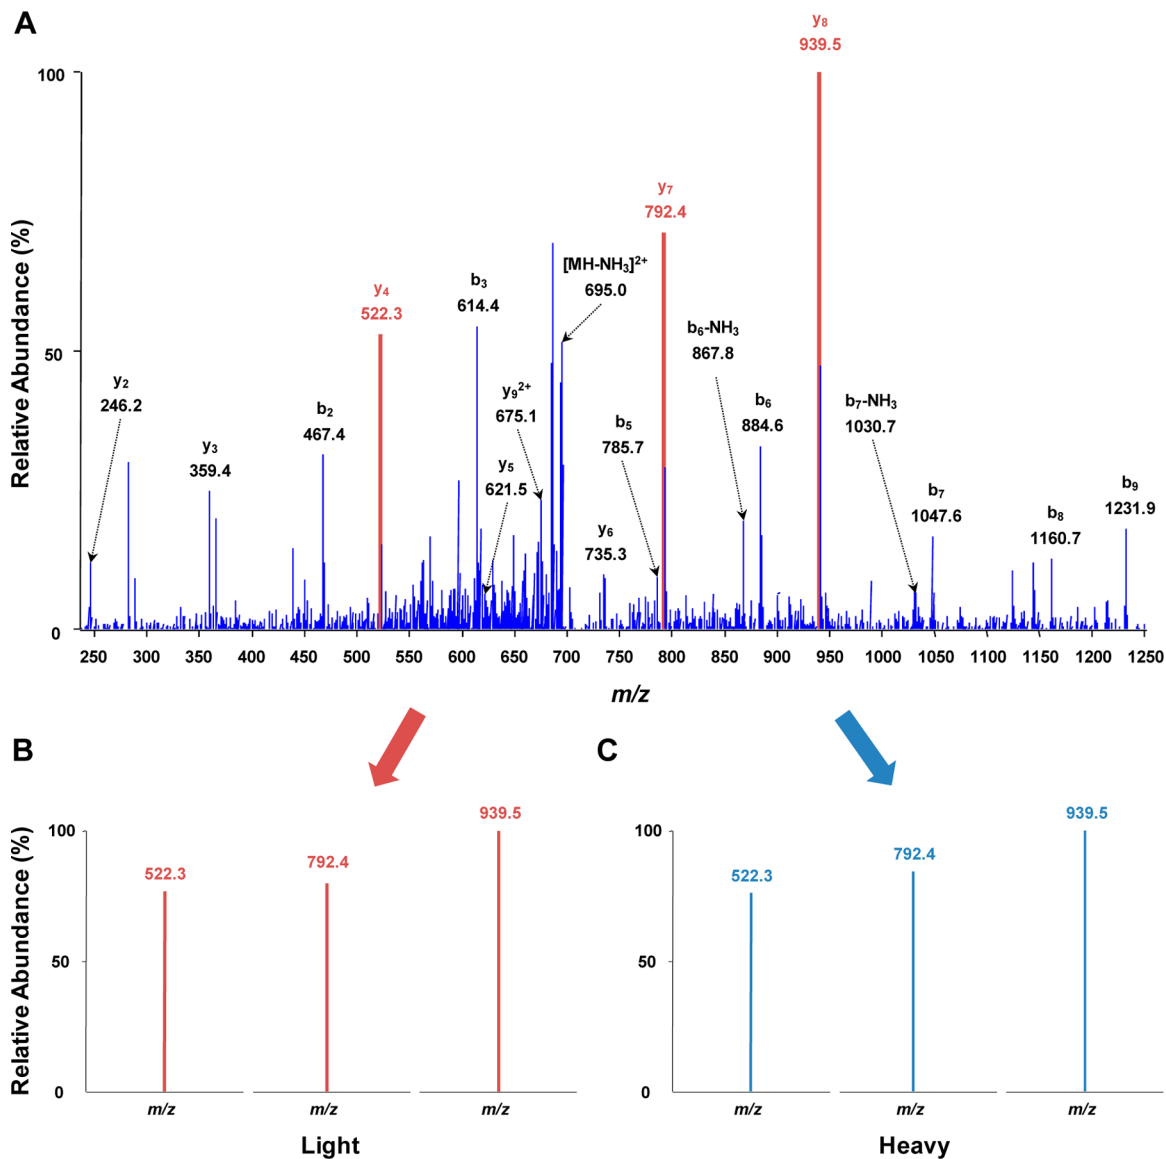 A
y8
939.5
100
y7
792.4
[MH-NH3]2+
695.0
b3
614.4
y4
522.3
b6-NH3
867.8
50
y2
246.2
y9 2+
675.1
b2
467.4
b5
785.7
b6
884.6
b7-NH3
1030.7
y3
359.4
y5
621.5
b7
1047.6
b9
1231.9
y6
735.3
b8
1160.7
0
Relative Abundance (%)
250 300 350 400 450 500 550 600 650 700 750 800 850 900 950 1000 1050 1100 1150 1200 1250
m/z
B
100
50
0
Relative Abundance (%)
522.3
792.4
939.5
m/z m/z m/z
Light
C
100
50
0
522.3
792.4
939.5
m/z m/z m/z
Heavy